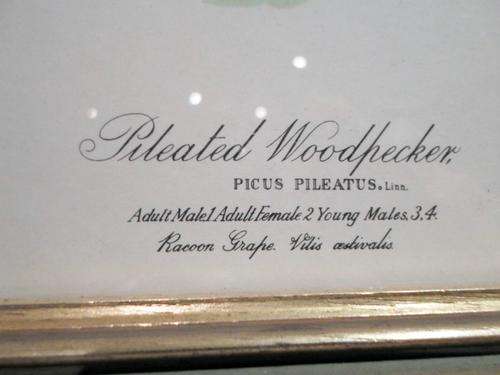 Pileated Woodpecker,
PICUS PILEATUS. Linn.
Adult Male 1 Adult Female 2 Young Males, 3, 4.
Racoon Grape. Vitis æstivalis.